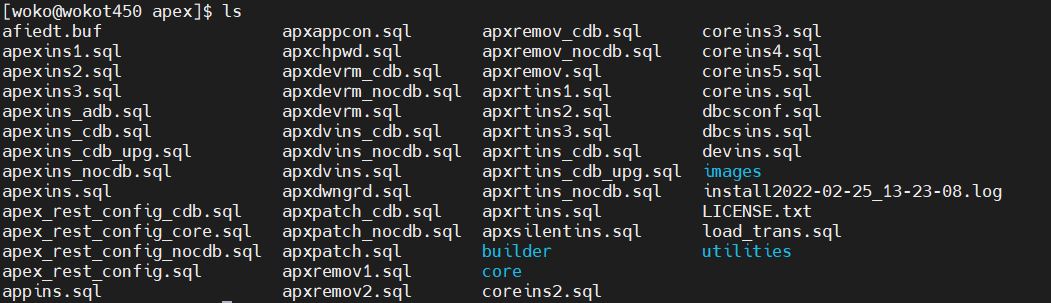 [woko@wokot450 apex]$ ls
afiedt.buf apxappcon.sql apxremov_cdb.sql coreins3.sql
apexins1.sql apxchpwd.sql apxremov_nocdb.sql coreins4.sql
apexins2.sql apxdevrm_cdb.sql apxremov.sql coreins5.sql
apexins3.sql apxdevrm_nocdb.sql apxrtins1.sql coreins.sql
apexins_adb.sql apxdevrm.sql apxrtins2.sql dbcsconf.sql
apexins_cdb.sql apxdvins_cdb.sql apxrtins3.sql dbcsins.sql
apexins_cdb_upg.sql apxdvins_nocdb.sql apxrtins_cdb.sql devins.sql
apexins_nocdb.sql apxdvins.sql apxrtins_cdb_upg.sql images
apexins.sql apxdwngrd.sql apxrtins_nocdb.sql install2022-02-25_13-23-08.log
apex_rest_config_cdb.sql apxpatch_cdb.sql apxrtins.sql LICENSE.txt
apex_rest_config_core.sql apxpatch_nocdb.sql apxsilentins.sql load_trans.sql
apex_rest_config_nocdb.sql apxpatch.sql builder utilities
apex_rest_config.sql apxremov1.sql core
appins.sql apxremov2.sql coreins2.sql